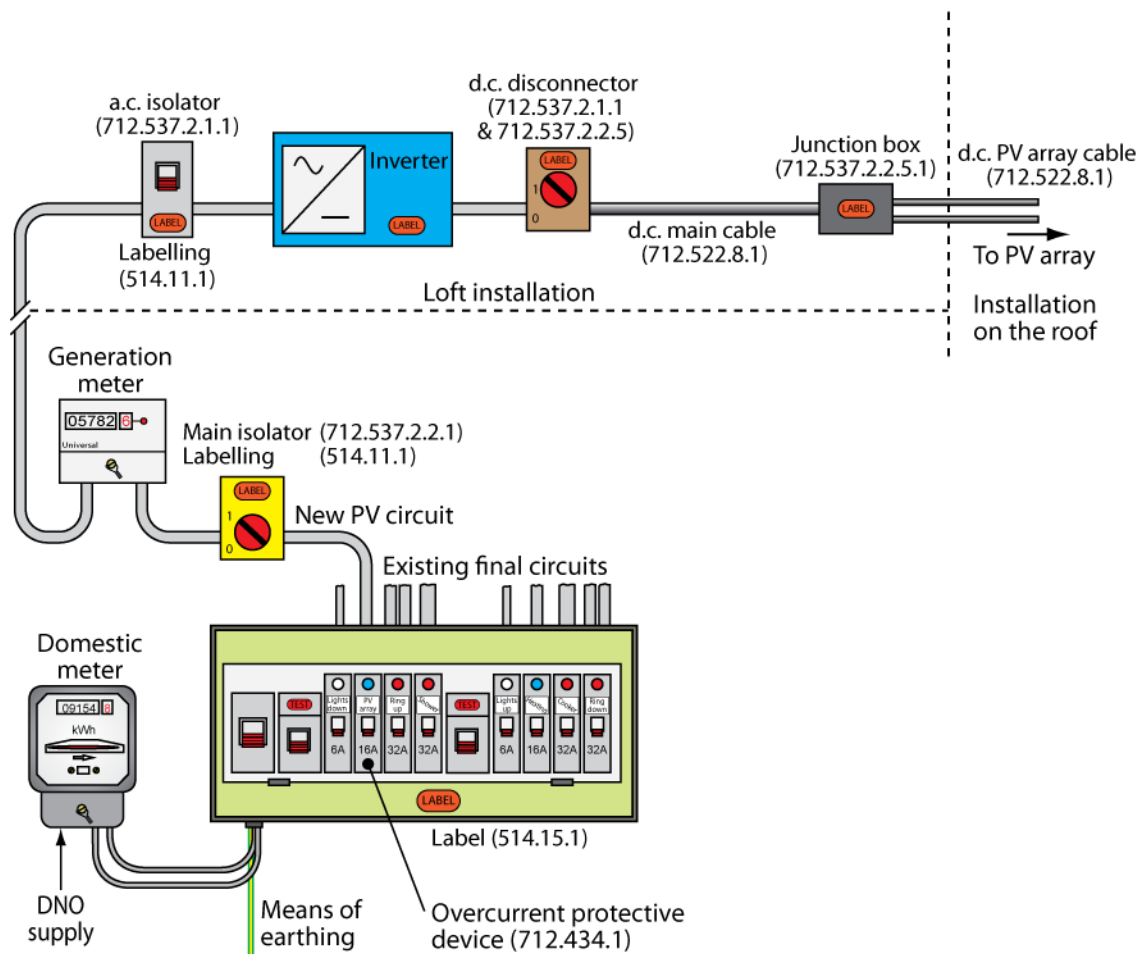 a.c. isolator
(712.537.2.1.1)
LABEL
Labelling
(514.11.1)
Inverter
LABEL
d.c. disconnector
(712.537.2.1.1
& 712.537.2.2.5)
LABEL
1
0
d.c. main cable
(712.522.8.1)
Junction box
(712.537.2.2.5.1)
LABEL
d.c. PV array cable
(712.522.8.1)
To PV array
Loft installation
Installation
on the roof
Generation
meter
05782 6
Universal
Main isolator (712.537.2.2.1)
Labelling (514.11.1)
LABEL
1
0
New PV circuit
Existing final circuits
Domestic
meter
09154 8
kWh
TEST
Lights
down
6A
PV
array
16A
Ring
up
32A
Shower
32A
TEST
Lights
up
6A
Heating
16A
Cooker
32A
Ring
down
32A
LABEL
Label (514.15.1)
DNO
supply
Means of
earthing
Overcurrent protective
device (712.434.1)